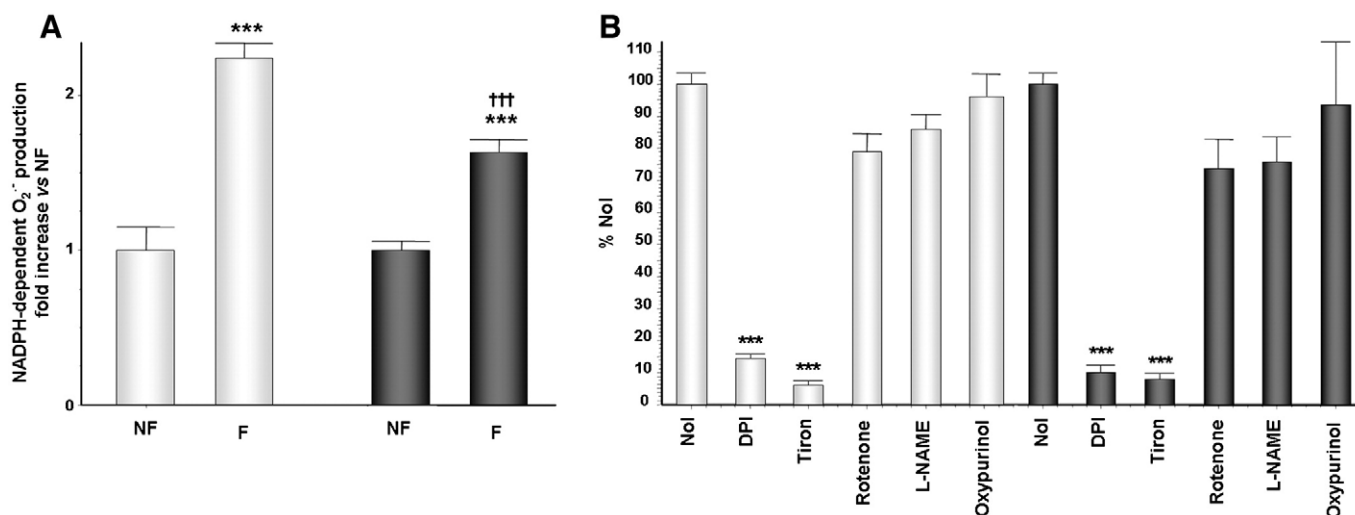 A
NADPH-dependent O₂·⁻ production
fold increase vs NF
2
1
0
***
†††
***
NF
F
NF
F
B
% NoI
110
100
90
80
70
60
50
40
30
20
10
0
***
***
***
***
NoI
DPI
Tiron
Rotenone
L-NAME
Oxypurinol
NoI
DPI
Tiron
Rotenone
L-NAME
Oxypurinol